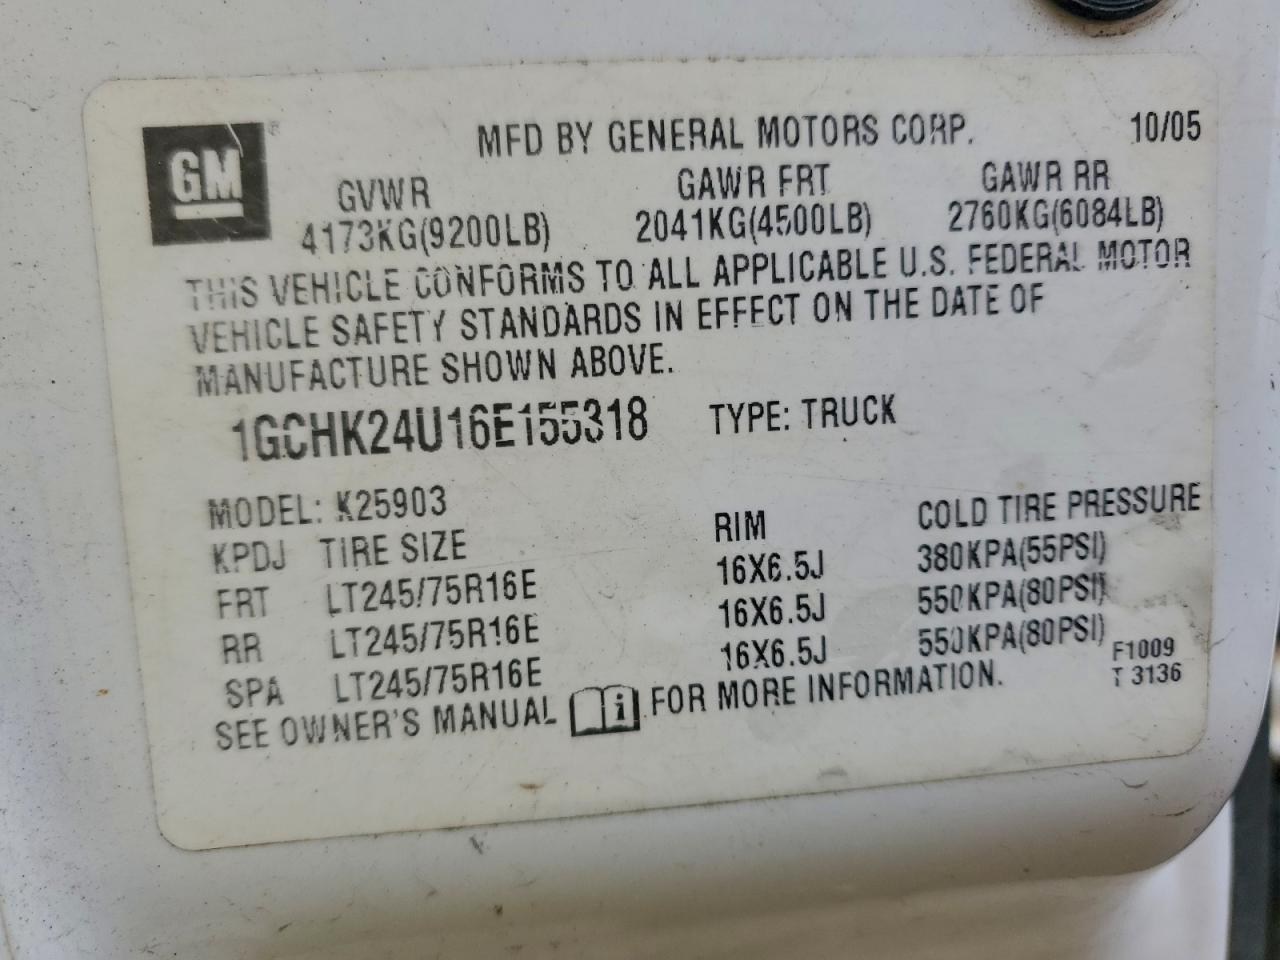 GM
MFD BY GENERAL MOTORS CORP. 10/05
GVWR GAWR FRT GAWR RR
4173KG(9200LB) 2041KG(4500LB) 2760KG(6084LB)
THIS VEHICLE CONFORMS TO ALL APPLICABLE U.S. FEDERAL MOTOR
VEHICLE SAFETY STANDARDS IN EFFECT ON THE DATE OF
MANUFACTURE SHOWN ABOVE.
1GCHK24U16E155318 TYPE: TRUCK
MODEL: K25903
KPDJ TIRE SIZE RIM COLD TIRE PRESSURE
FRT LT245/75R16E 16X6.5J 380KPA(55PSI)
RR LT245/75R16E 16X6.5J 550KPA(80PSI)
SPA LT245/75R16E 16X6.5J 550KPA(80PSI)
SEE OWNER'S MANUAL i FOR MORE INFORMATION.
F1009
T 3136